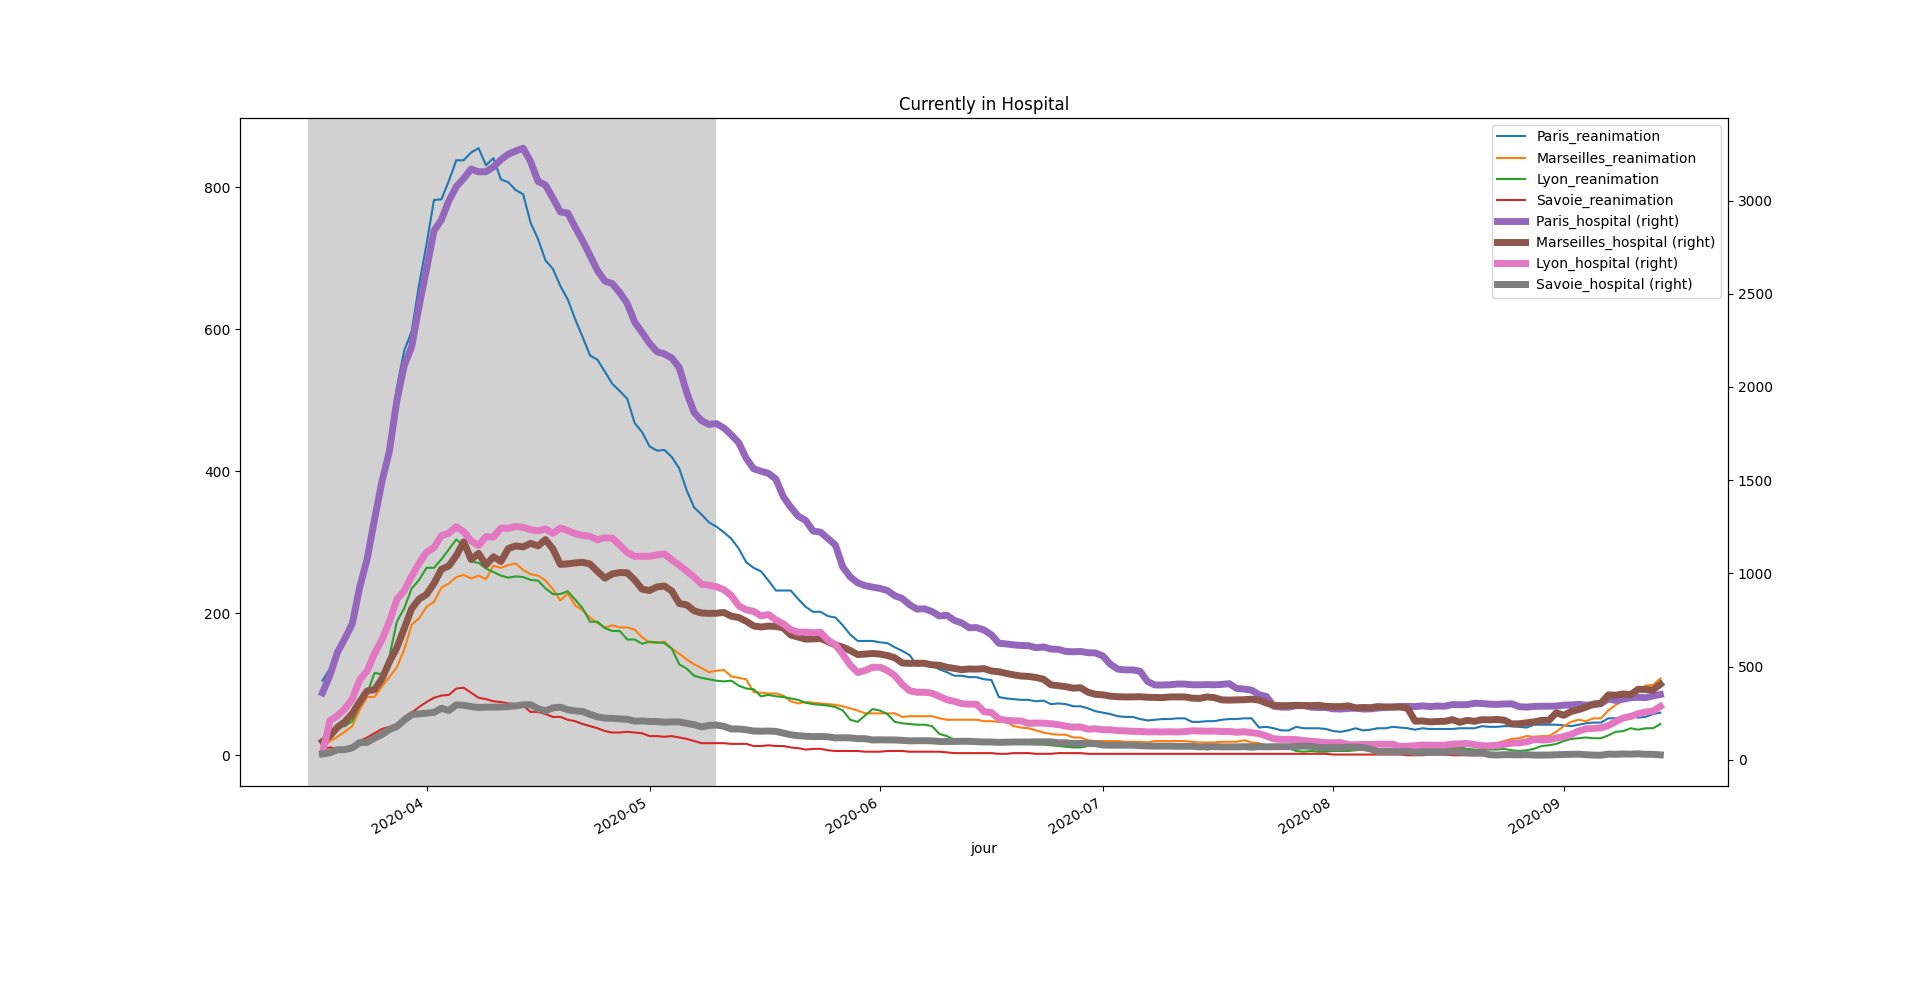 Currently in Hospital
Paris_reanimation
Marseilles_reanimation
Lyon_reanimation
Savoie_reanimation
Paris_hospital (right)
Marseilles_hospital (right)
Lyon_hospital (right)
Savoie_hospital (right)
800
600
400
200
0
3000
2500
2000
1500
1000
500
0
2020-04
2020-05
2020-06
2020-07
2020-08
2020-09
jour